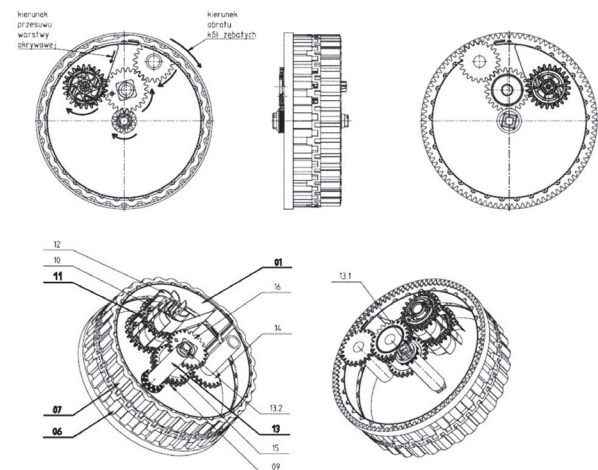 kierunek
przesuwu
warstwy
okrywowej
kierunek
obrotu
kół zębatych
12
10
11
01
16
14
13.1
07
06
13.2
13
15
09